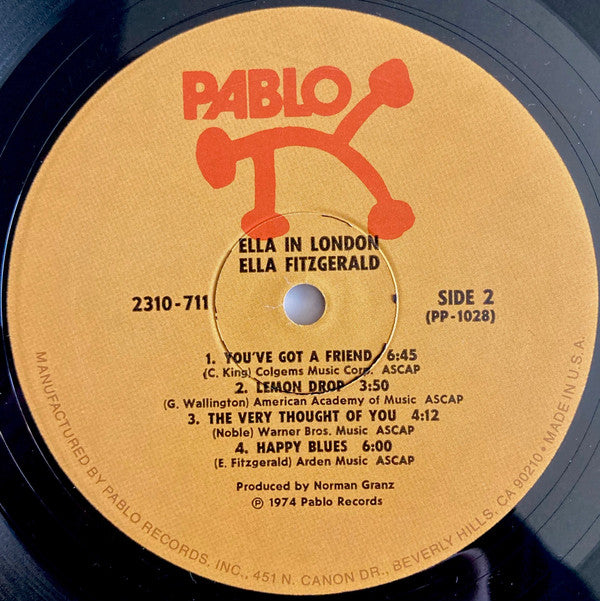 PABLO
ELLA IN LONDON
ELLA FITZGERALD
2310-711
SIDE 2
(PP-1028)
1. YOU'VE GOT A FRIEND 6:45
(C. King) Colgems Music Corp. ASCAP
2. LEMON DROP 3:50
(G. Wallington) American Academy of Music ASCAP
3. THE VERY THOUGHT OF YOU 4:12
(Noble) Warner Bros. Music ASCAP
4. HAPPY BLUES 6:00
(E. Fitzgerald) Arden Music ASCAP
Produced by Norman Granz
℗ 1974 Pablo Records
MANUFACTURED BY PABLO RECORDS, INC., 451 N. CANON DR., BEVERLY HILLS, CA 90210 • MADE IN U.S.A.